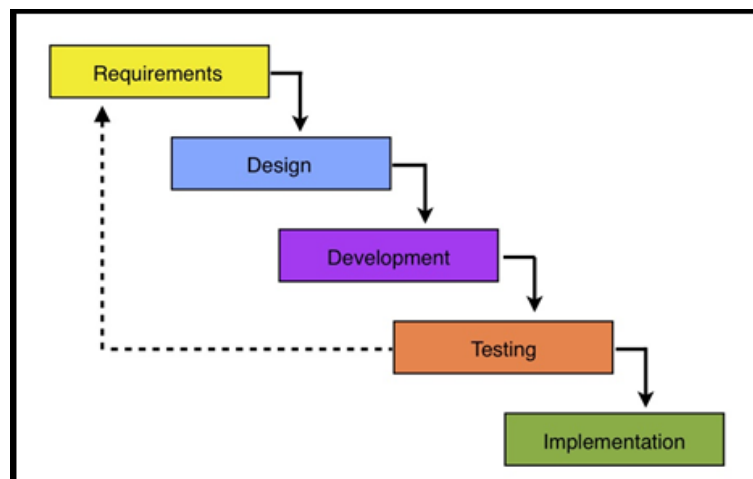 Requirements
Design
Development
Testing
Implementation